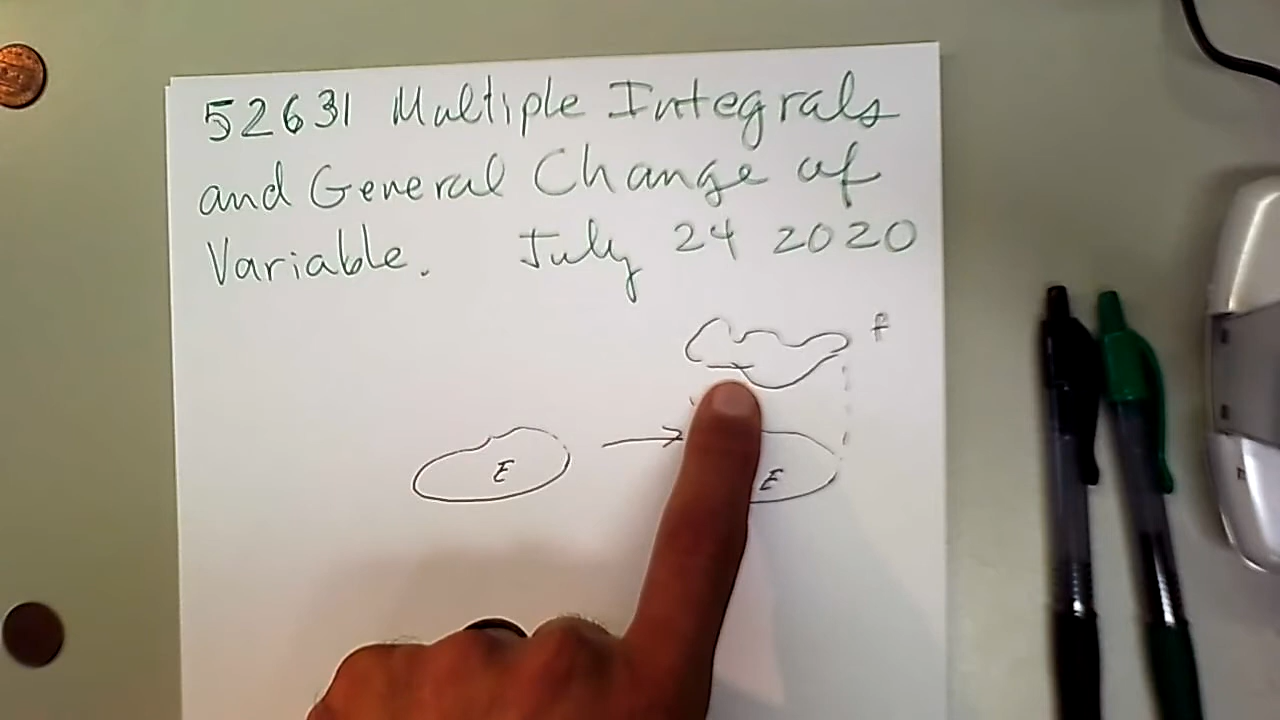 52631 Multiple Integrals
and General Change of
Variable. July 24 2020
f
E
E